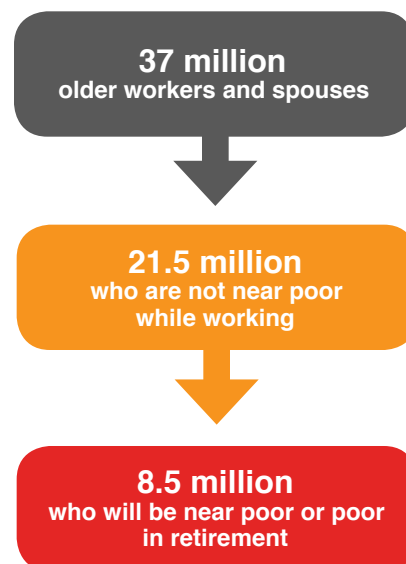 37 million
older workers and spouses
21.5 million
who are not near poor
while working
8.5 million
who will be near poor or poor
in retirement